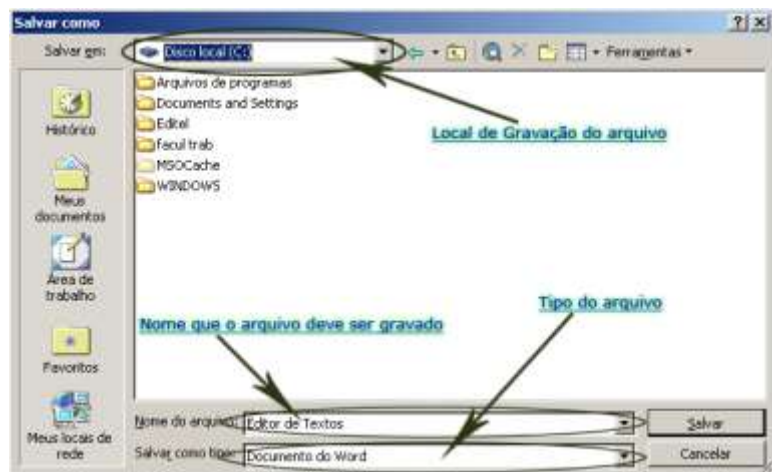 Salvar como
Salvar em: Disco local (C:) Ferramentas
Arquivos de programas
Documents and Settings
Editel
facul trab
MSOCache
WINDOWS
Histórico
Meus
documentos
Área de
trabalho
Favoritos
Meus locais de
rede
Local de Gravação do arquivo
Tipo do arquivo
Nome que o arquivo deve ser gravado
Nome do arquivo: Editor de Textos Salvar
Salvar como tipo: Documento do Word Cancelar